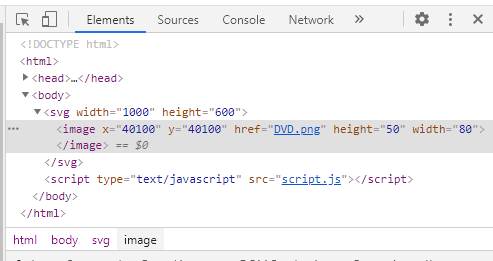 Elements Sources Console Network »
<!DOCTYPE html>
<html>
<head>…</head>
<body>
<svg width="1000" height="600">
<image x="40100" y="40100" href="DVD.png" height="50" width="80">
</image> == $0
</svg>
<script type="text/javascript" src="script.js"></script>
</body>
</html>
html body svg image